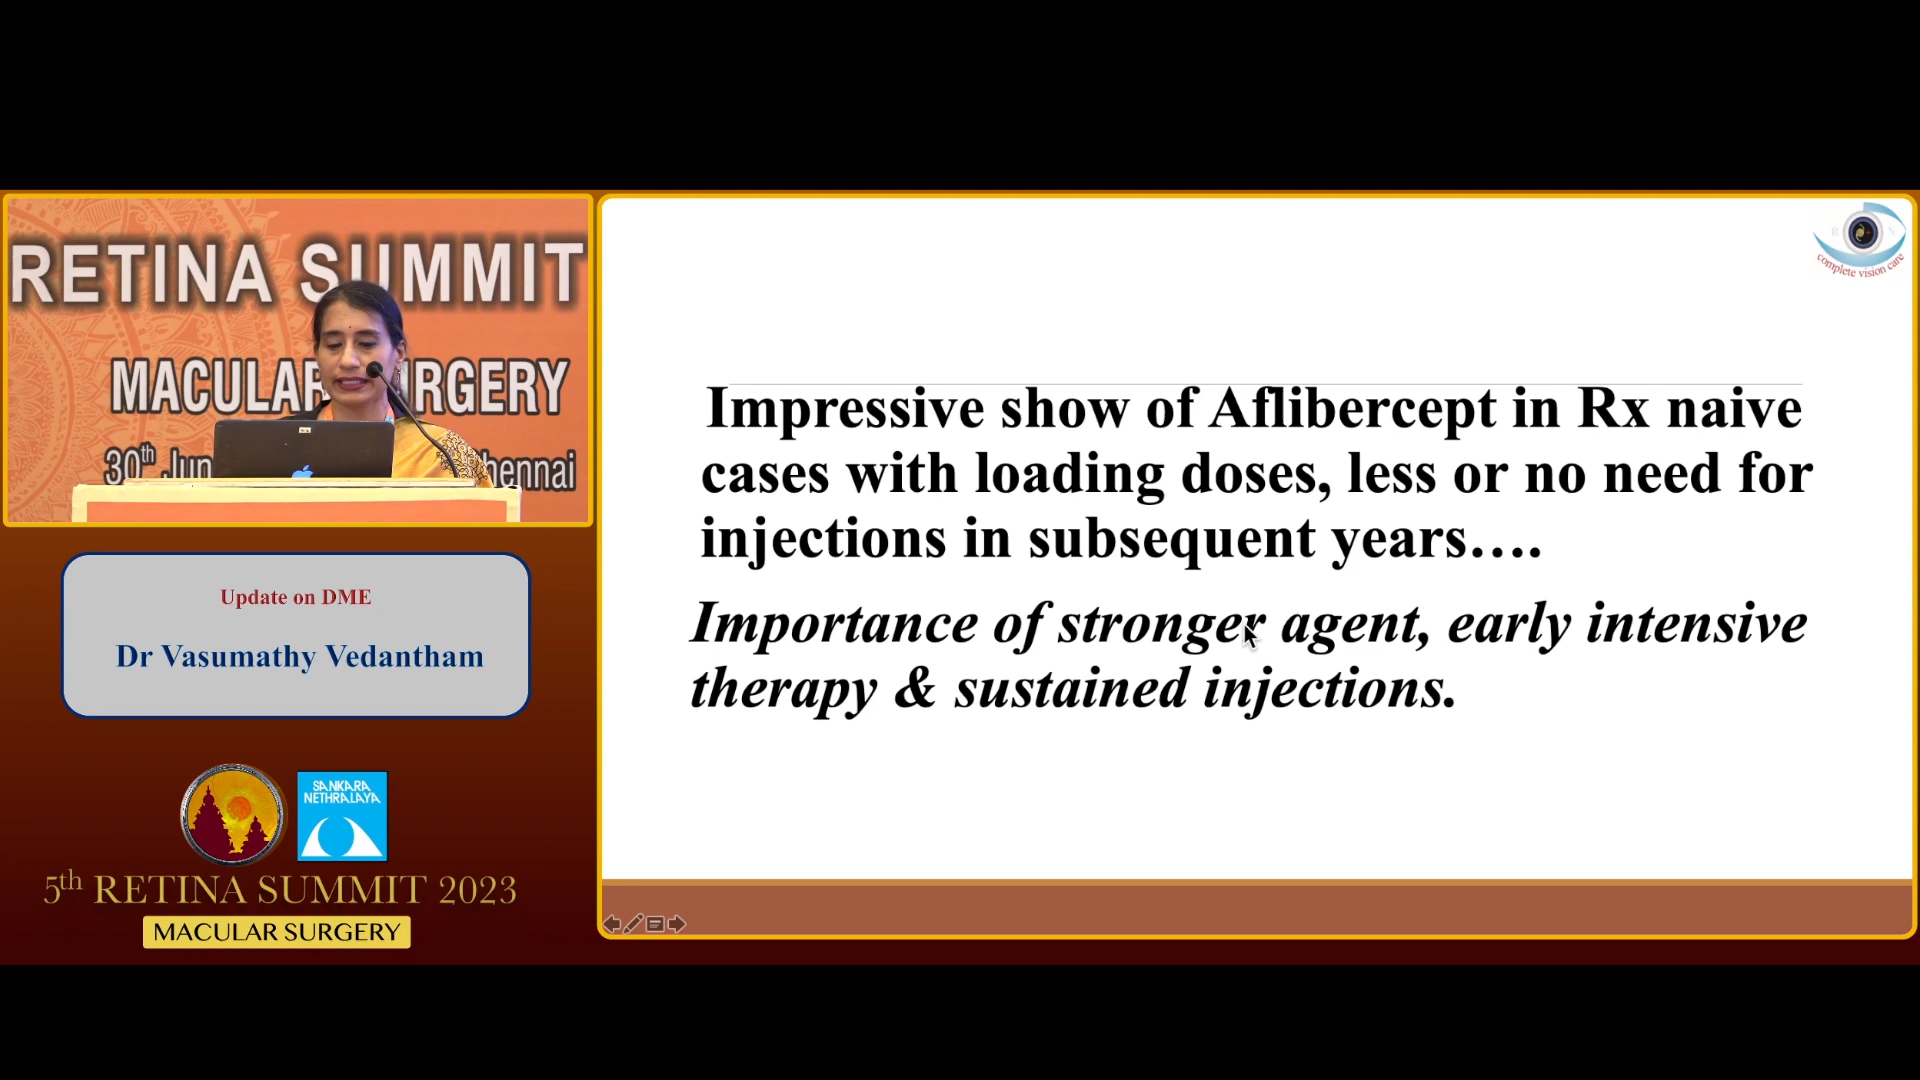 RETINA SUMMIT
MACULAR RGERY
30th Jun hennai
Update on DME
Dr Vasumathy Vedantham
SANKARA
NETHRALAYA
5th RETINA SUMMIT 2023
MACULAR SURGERY
R N
complete vision care
Impressive show of Aflibercept in Rx naive
cases with loading doses, less or no need for
injections in subsequent years….
Importance of stronger agent, early intensive
therapy & sustained injections.